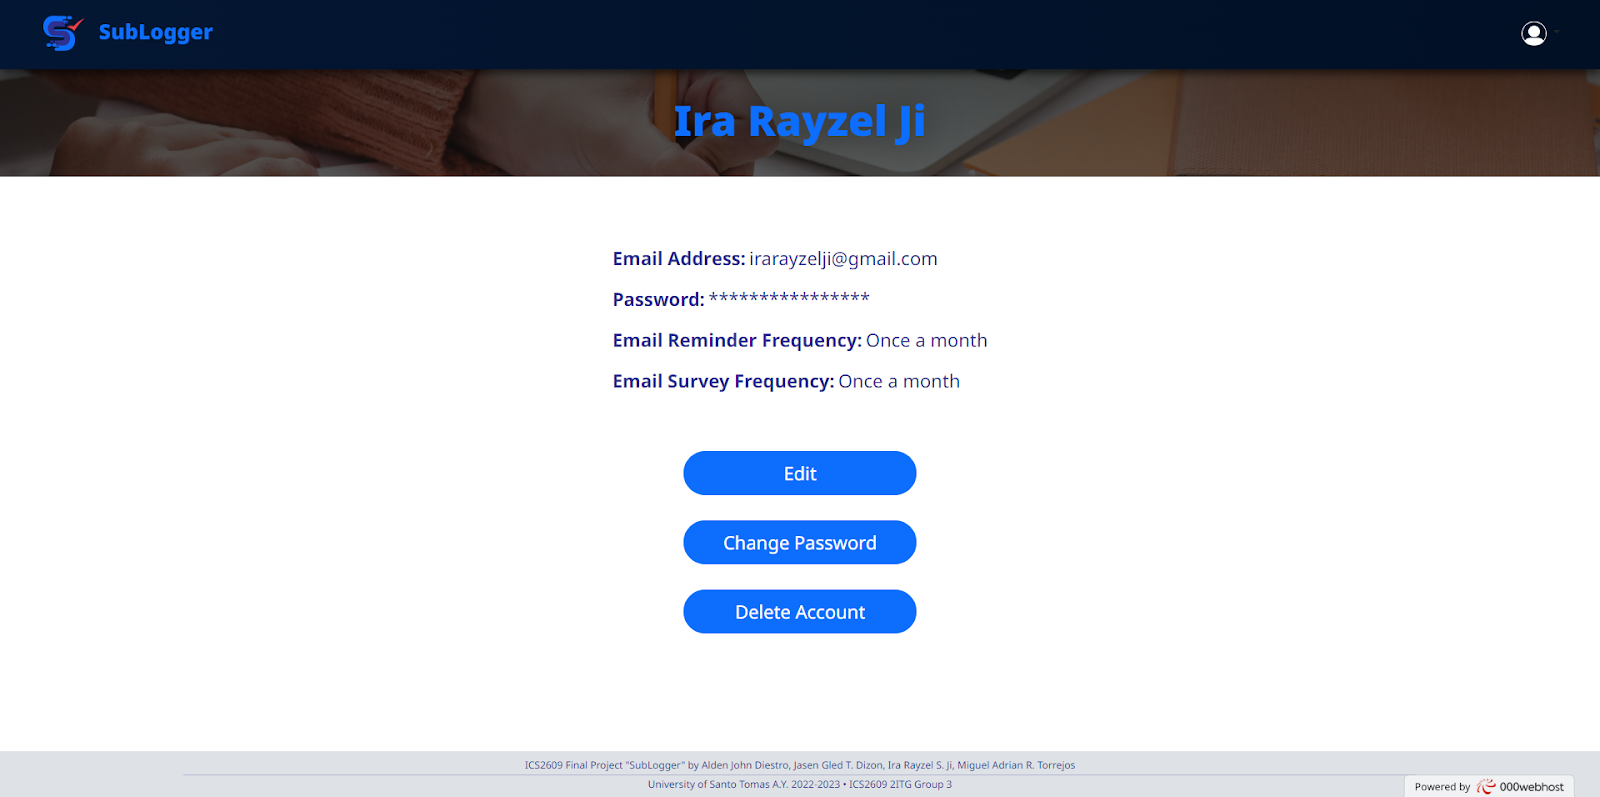 SubLogger
Ira Rayzel Ji
Email Address: irarayzelji@gmail.com
Password: ****************
Email Reminder Frequency: Once a month
Email Survey Frequency: Once a month
Edit
Change Password
Delete Account
ICS2609 Final Project "SubLogger" by Alden John Diestro, Jasen Gled T. Dizon, Ira Rayzel S. Ji, Miguel Adrian R. Torrejos
University of Santo Tomas A.Y. 2022-2023 • ICS2609 2ITG Group 3
Powered by 000webhost